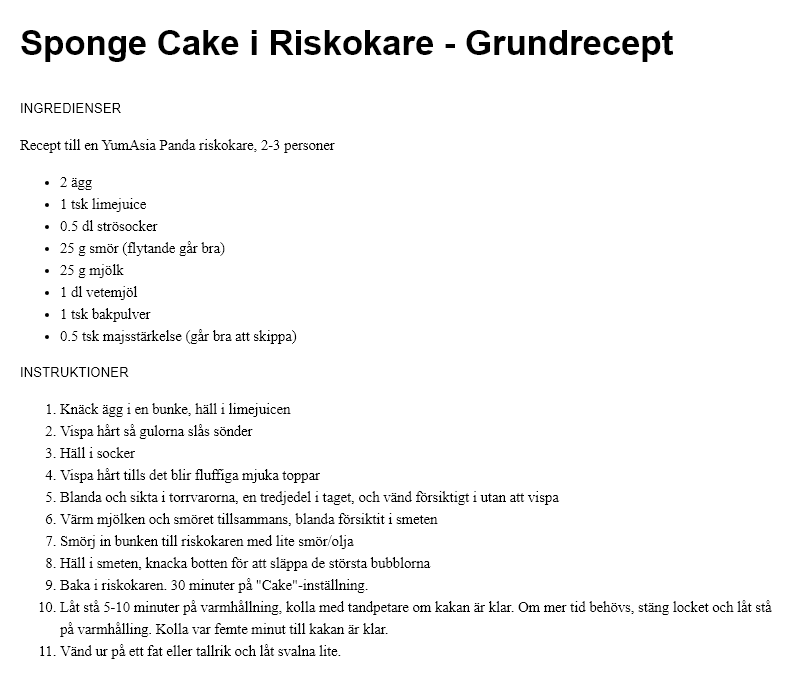 Sponge Cake i Riskokare - Grundrecept
INGREDIENSER
Recept till en YumAsia Panda riskokare, 2-3 personer
• 2 ägg
• 1 tsk limejuice
• 0.5 dl strösocker
• 25 g smör (flytande går bra)
• 25 g mjölk
• 1 dl vetemjöl
• 1 tsk bakpulver
• 0.5 tsk majsstärkelse (går bra att skippa)
INSTRUKTIONER
1. Knäck ägg i en bunke, häll i limejuicen
2. Vispa hårt så gulorna slås sönder
3. Häll i socker
4. Vispa hårt tills det blir fluffiga mjuka toppar
5. Blanda och sikta i torrvarorna, en tredjedel i taget, och vänd försiktigt i utan att vispa
6. Värm mjölken och smöret tillsammans, blanda försiktit i smeten
7. Smörj in bunken till riskokaren med lite smör/olja
8. Häll i smeten, knacka botten för att släppa de största bubblorna
9. Baka i riskokaren. 30 minuter på "Cake"-inställning.
10. Låt stå 5-10 minuter på varmhållning, kolla med tandpetare om kakan är klar. Om mer tid behövs, stäng locket och låt stå
på varmhålling. Kolla var femte minut till kakan är klar.
11. Vänd ur på ett fat eller tallrik och låt svalna lite.